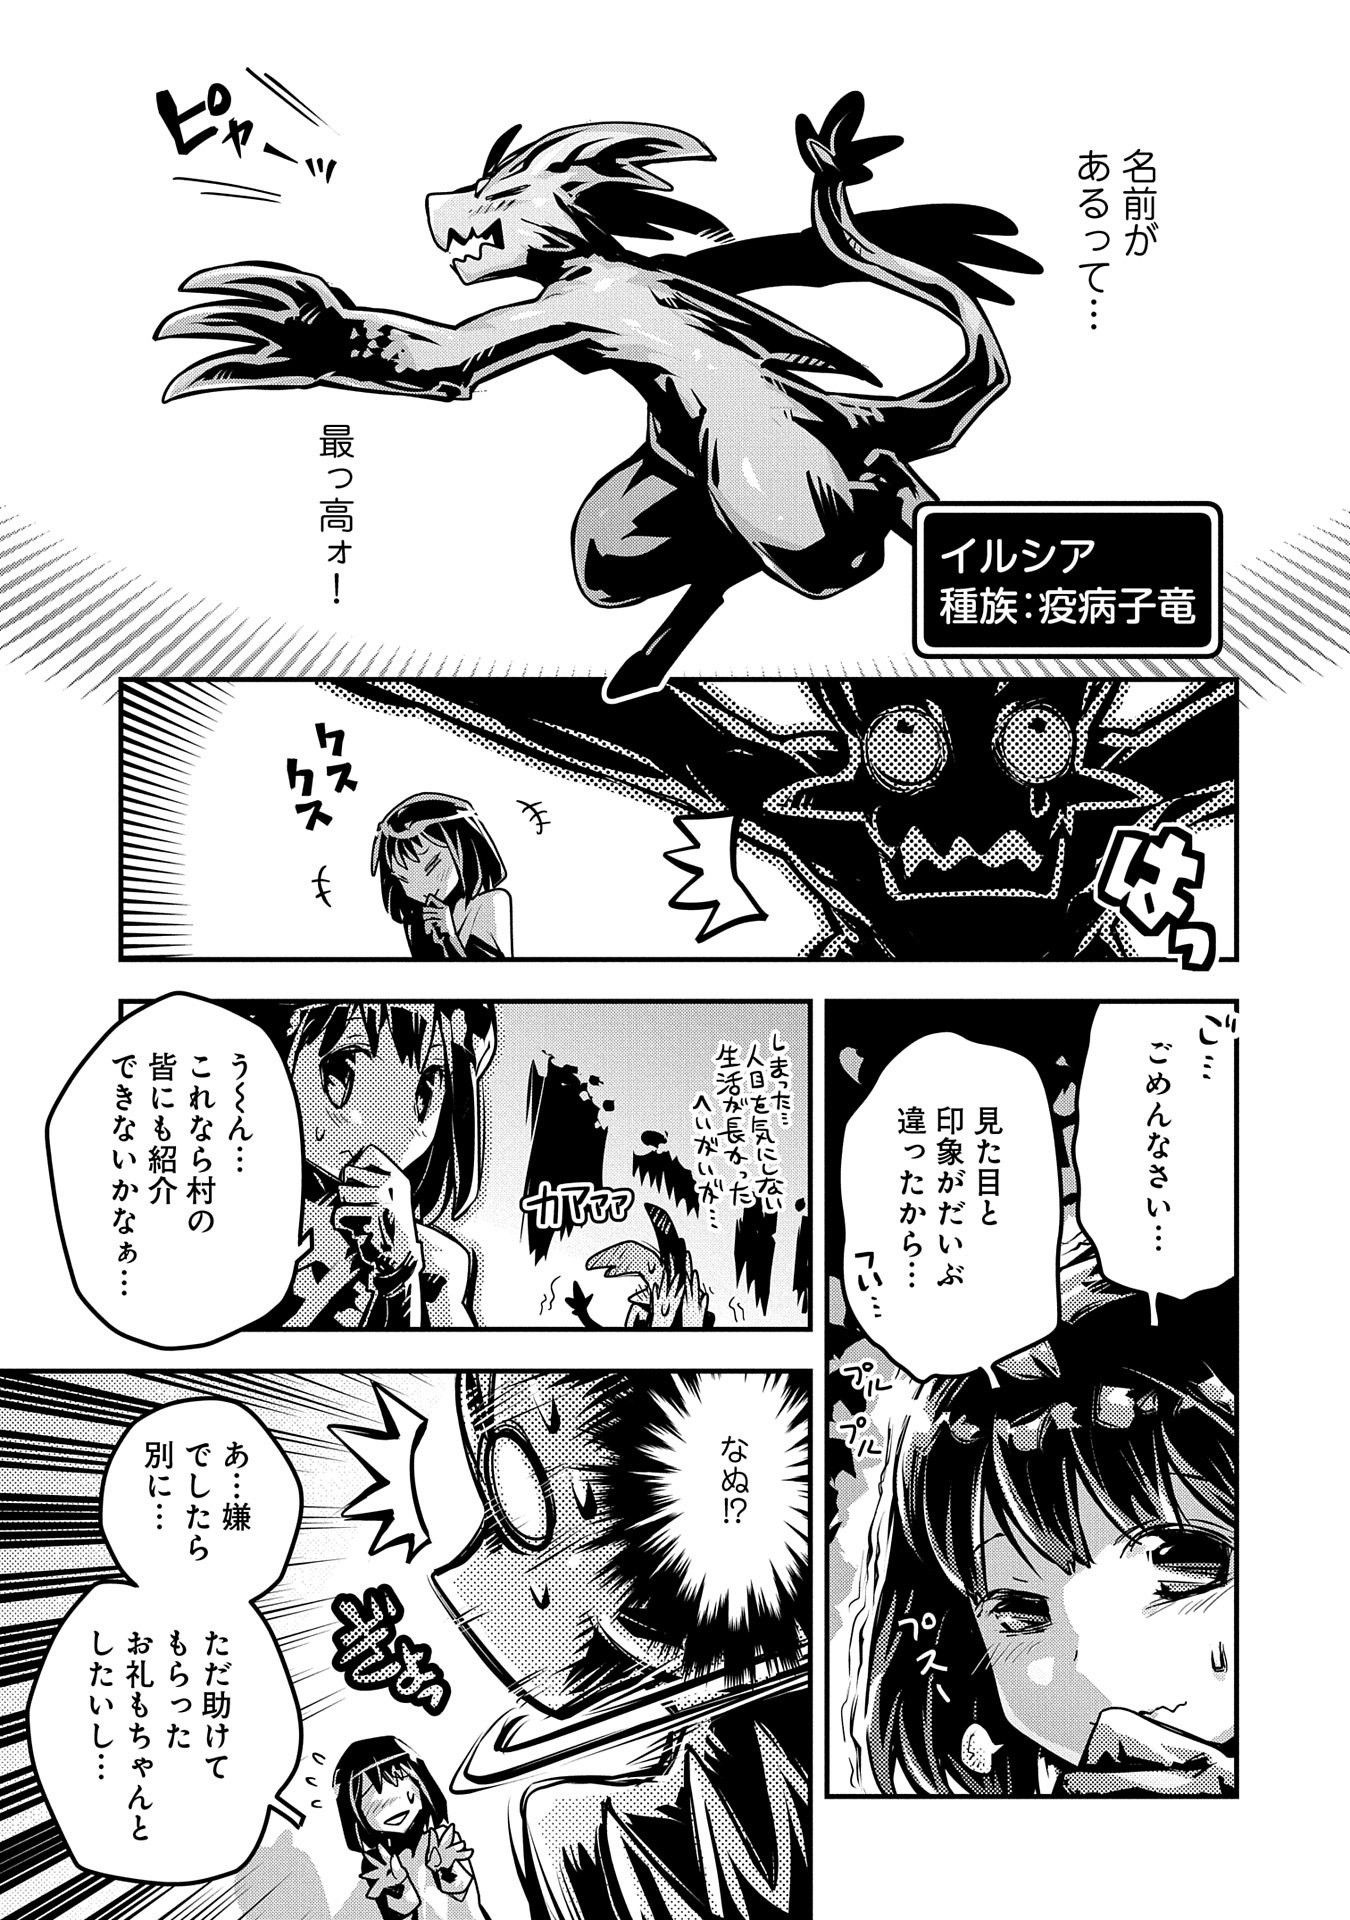 名前が
あるって…
ピャーッ
最っ高ォ！
イルシア
種族：疫病子竜
はっ
クス
クス
ごめんなさい…
ご…
見た目と
印象がだいぶ
違ったから…
つい…
プル
プル
プスー
しまった…
人目を気にしない
生活が長かった
へいがいが…
カアァァァ
う〜ん…
これなら村の
皆にも紹介
できないかなぁ…
なぬ!?
ぎょっ
あ…嫌
でしたら
別に…
ただ助けて
もらった
お礼もちゃんと
したいし…